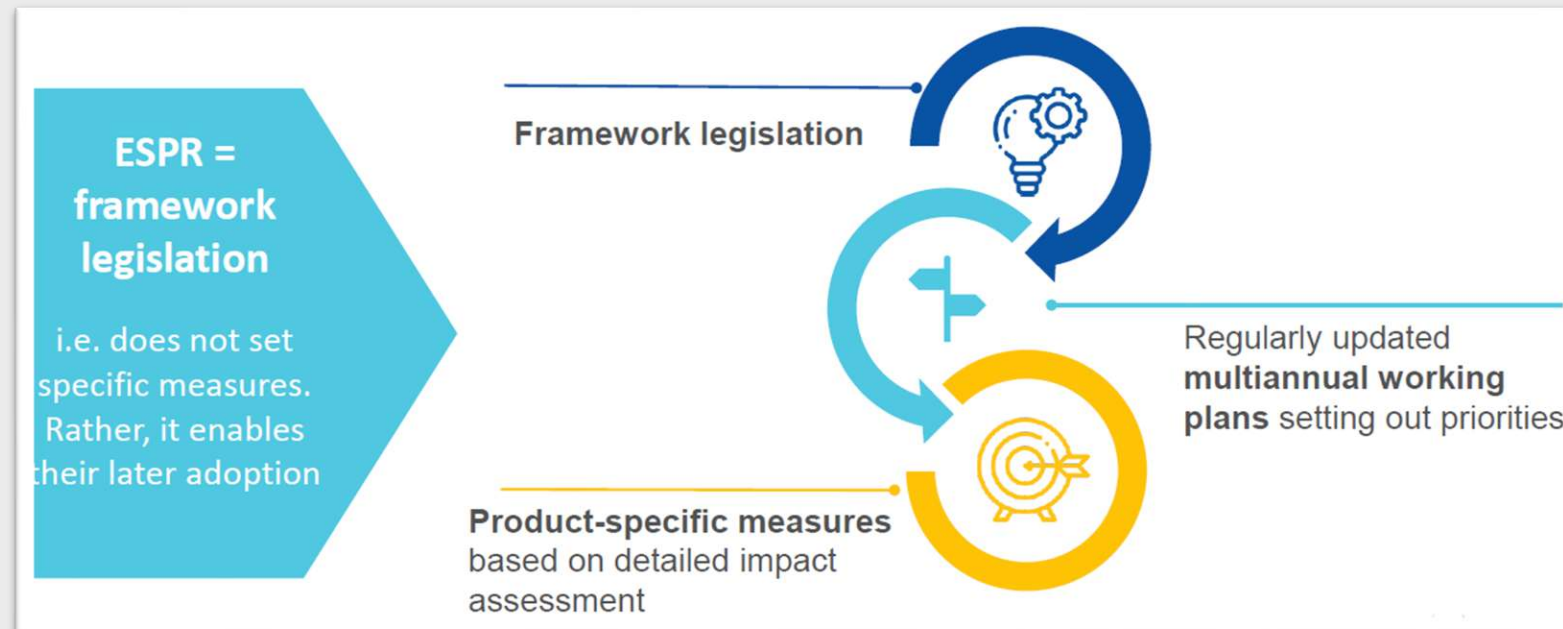 ESPR =
framework
legislation
i.e. does not set
specific measures.
Rather, it enables
their later adoption
Framework legislation
Regularly updated
multiannual working
plans setting out priorities
Product-specific measures
based on detailed impact
assessment